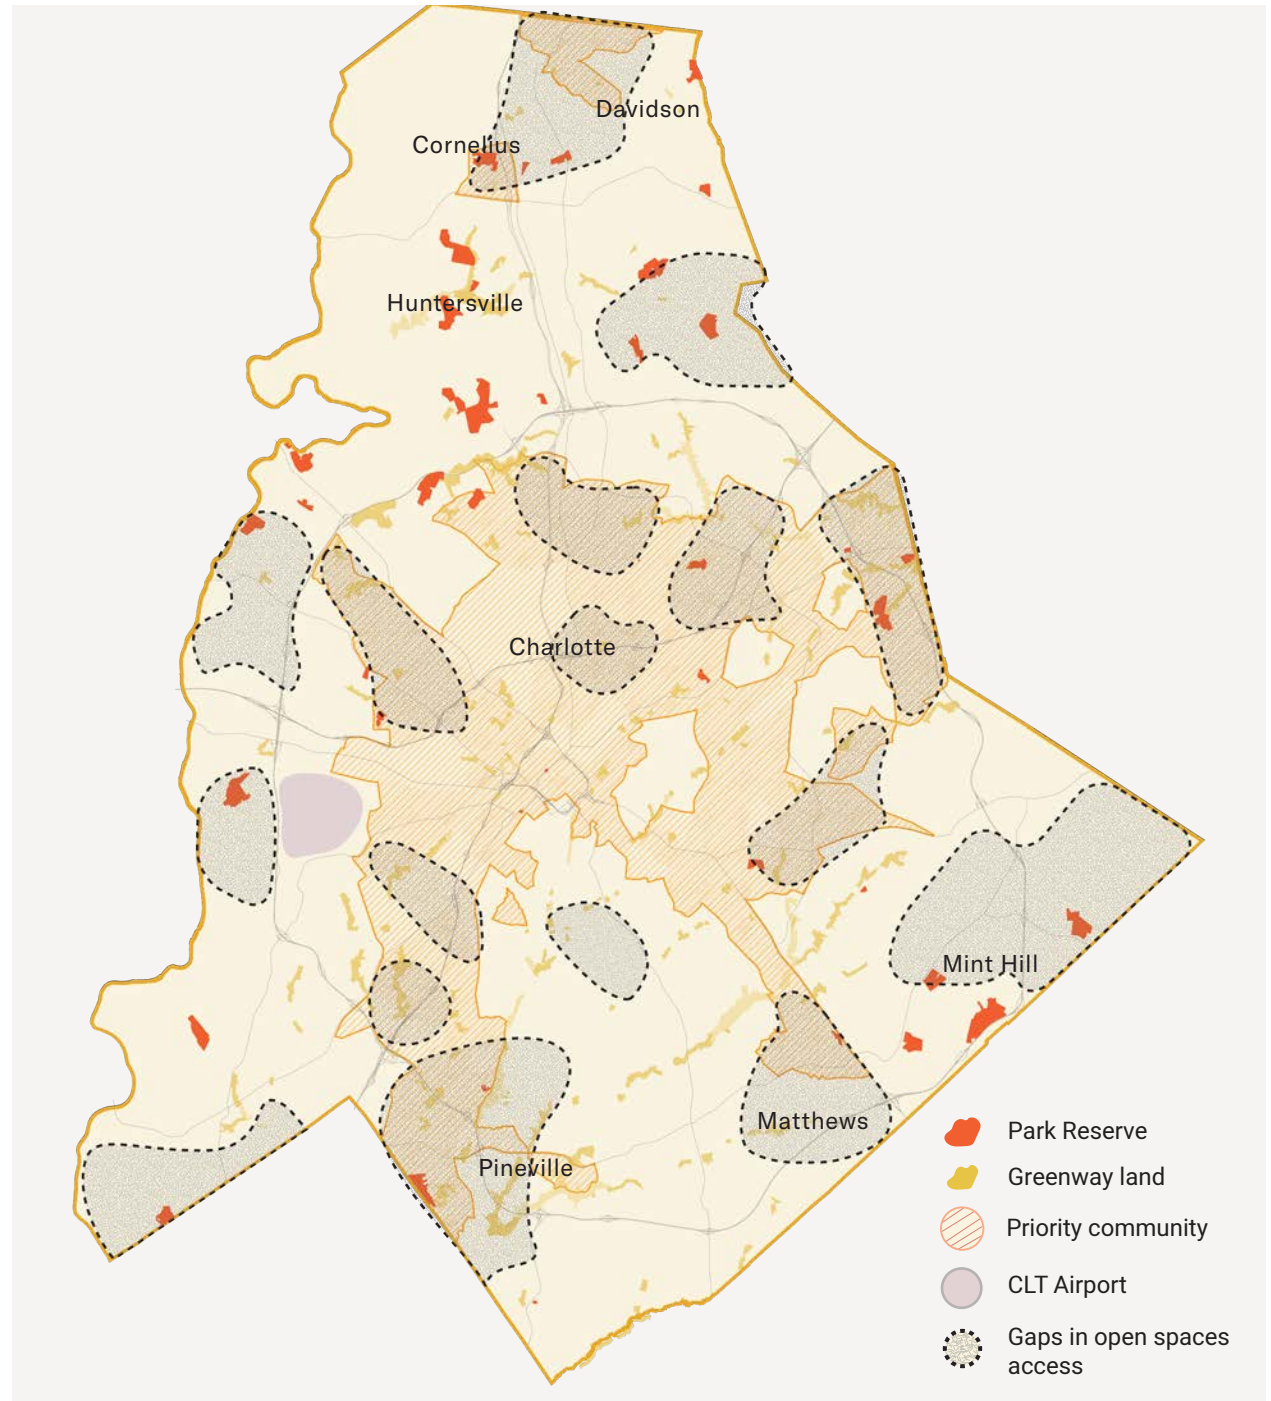 Davidson
Cornelius
Huntersville
Charlotte
Mint Hill
Matthews
Pineville
Park Reserve
Greenway land
Priority community
CLT Airport
Gaps in open spaces
access